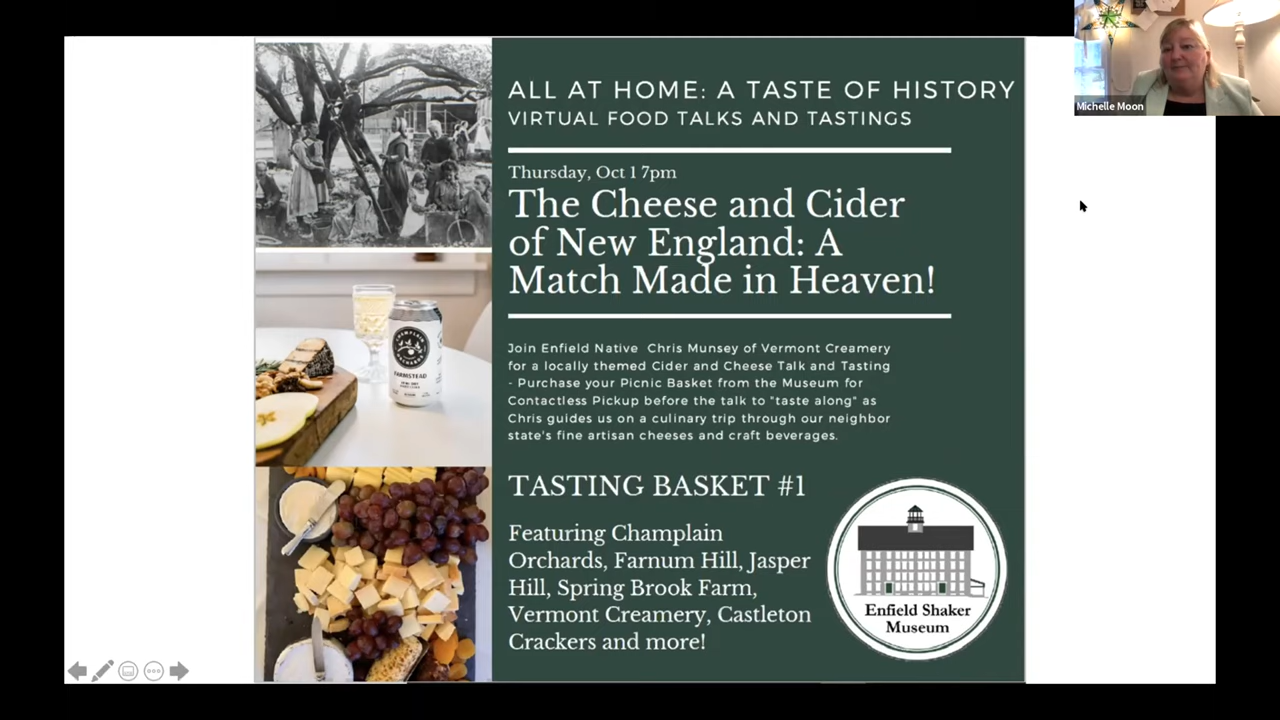 ALL AT HOME: A TASTE OF HISTORY
VIRTUAL FOOD TALKS AND TASTINGS
Thursday, Oct 1 7pm
The Cheese and Cider
of New England: A
Match Made in Heaven!
Join Enfield Native Chris Munsey of Vermont Creamery
for a locally themed Cider and Cheese Talk and Tasting
- Purchase your Picnic Basket from the Museum for
Contactless Pickup before the talk to "taste along" as
Chris guides us on a culinary trip through our neighbor
state's fine artisan cheeses and craft beverages.
TASTING BASKET #1
Featuring Champlain
Orchards, Farnum Hill, Jasper
Hill, Spring Brook Farm,
Vermont Creamery, Castleton
Crackers and more!
Enfield Shaker
Museum
Michelle Moon
FARMSTEAD